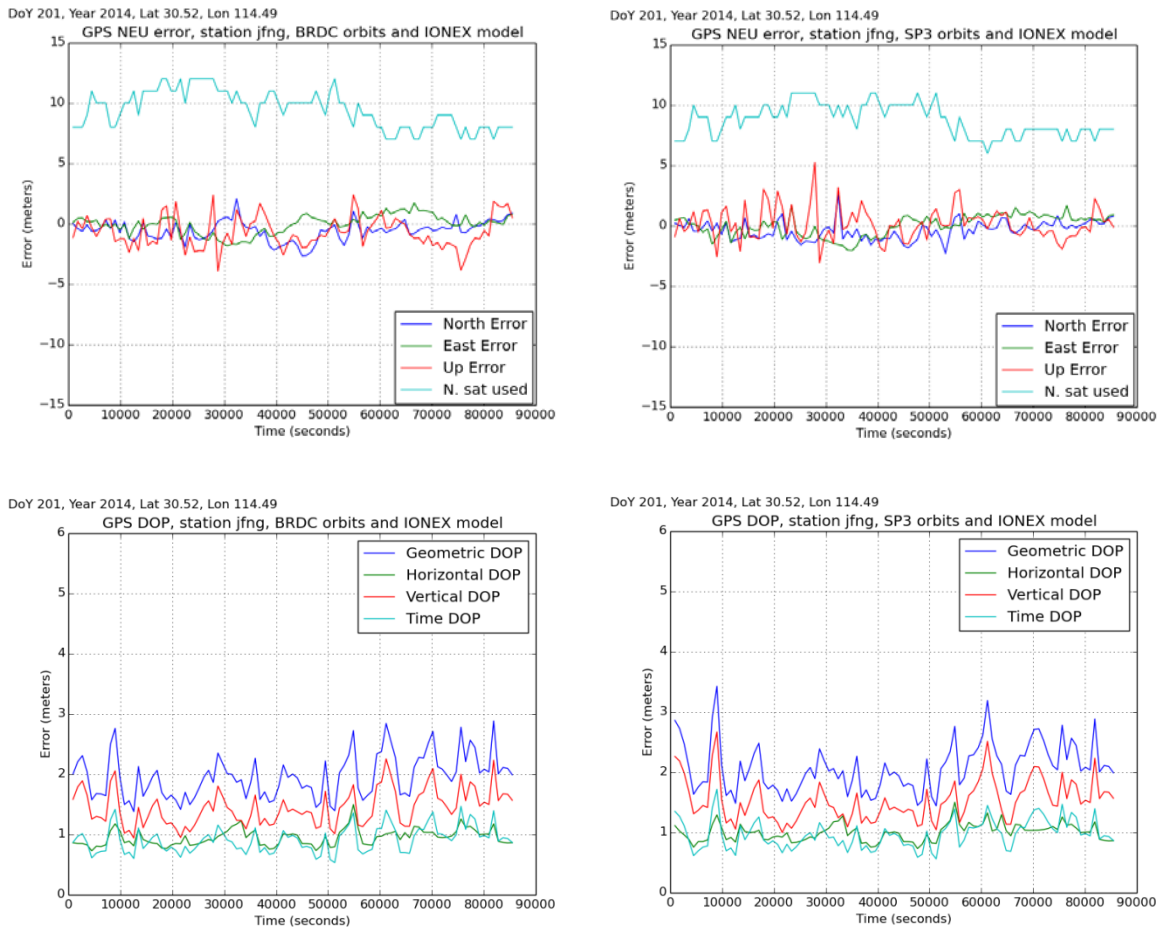 DoY 201, Year 2014, Lat 30.52, Lon 114.49
GPS NEU error, station jfng, BRDC orbits and IONEX model
15
10
5
0
−5
−10
−15
Error (meters)
North Error
East Error
Up Error
N. sat used
0 10000 20000 30000 40000 50000 60000 70000 80000 90000
Time (seconds)
DoY 201, Year 2014, Lat 30.52, Lon 114.49
GPS NEU error, station jfng, SP3 orbits and IONEX model
15
10
5
0
−5
−10
−15
Error (meters)
North Error
East Error
Up Error
N. sat used
0 10000 20000 30000 40000 50000 60000 70000 80000 90000
Time (seconds)
DoY 201, Year 2014, Lat 30.52, Lon 114.49
GPS DOP, station jfng, BRDC orbits and IONEX model
6
5
4
3
2
1
0
Error (meters)
Geometric DOP
Horizontal DOP
Vertical DOP
Time DOP
0 10000 20000 30000 40000 50000 60000 70000 80000 90000
Time (seconds)
DoY 201, Year 2014, Lat 30.52, Lon 114.49
GPS DOP, station jfng, SP3 orbits and IONEX model
6
5
4
3
2
1
0
Error (meters)
Geometric DOP
Horizontal DOP
Vertical DOP
Time DOP
0 10000 20000 30000 40000 50000 60000 70000 80000 90000
Time (seconds)